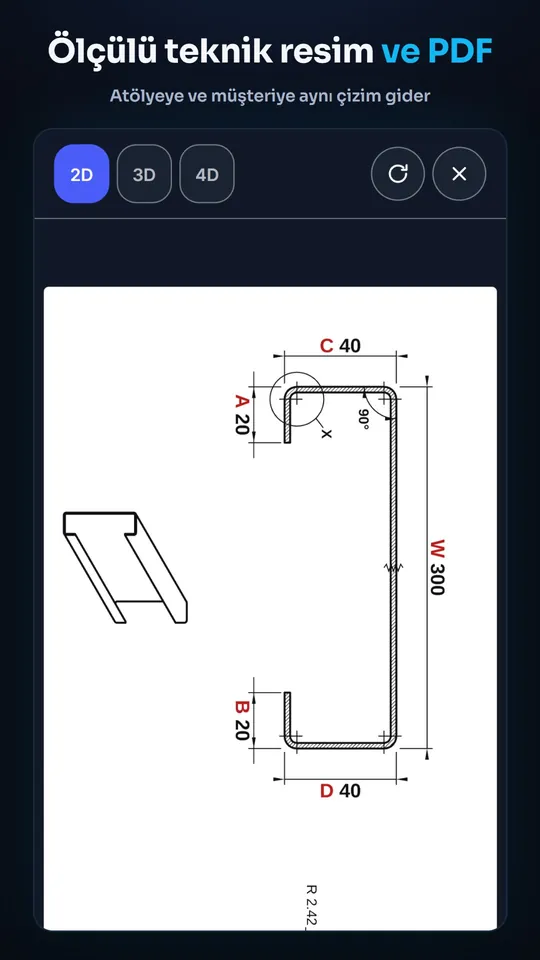 Ölçülü teknik resim ve PDF
Atölyeye ve müşteriye aynı çizim gider
2D
3D
4D
C 40
A 20
X
90°
W 300
B 20
D 40
R 2.42